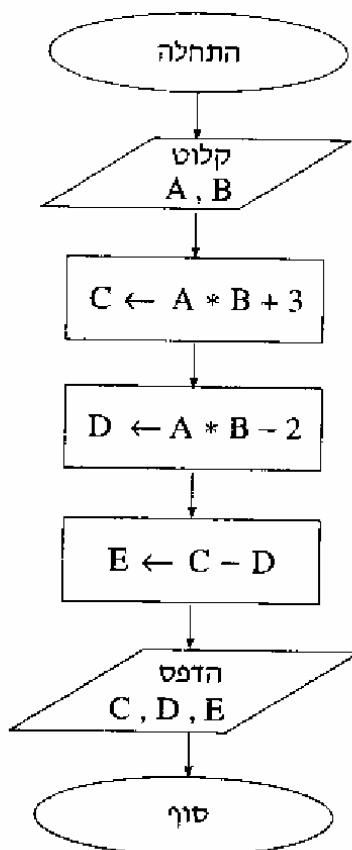 התחלה
קלוט
A , B
C ← A * B + 3
D ← A * B − 2
E ← C − D
הדפס
C , D , E
סוף